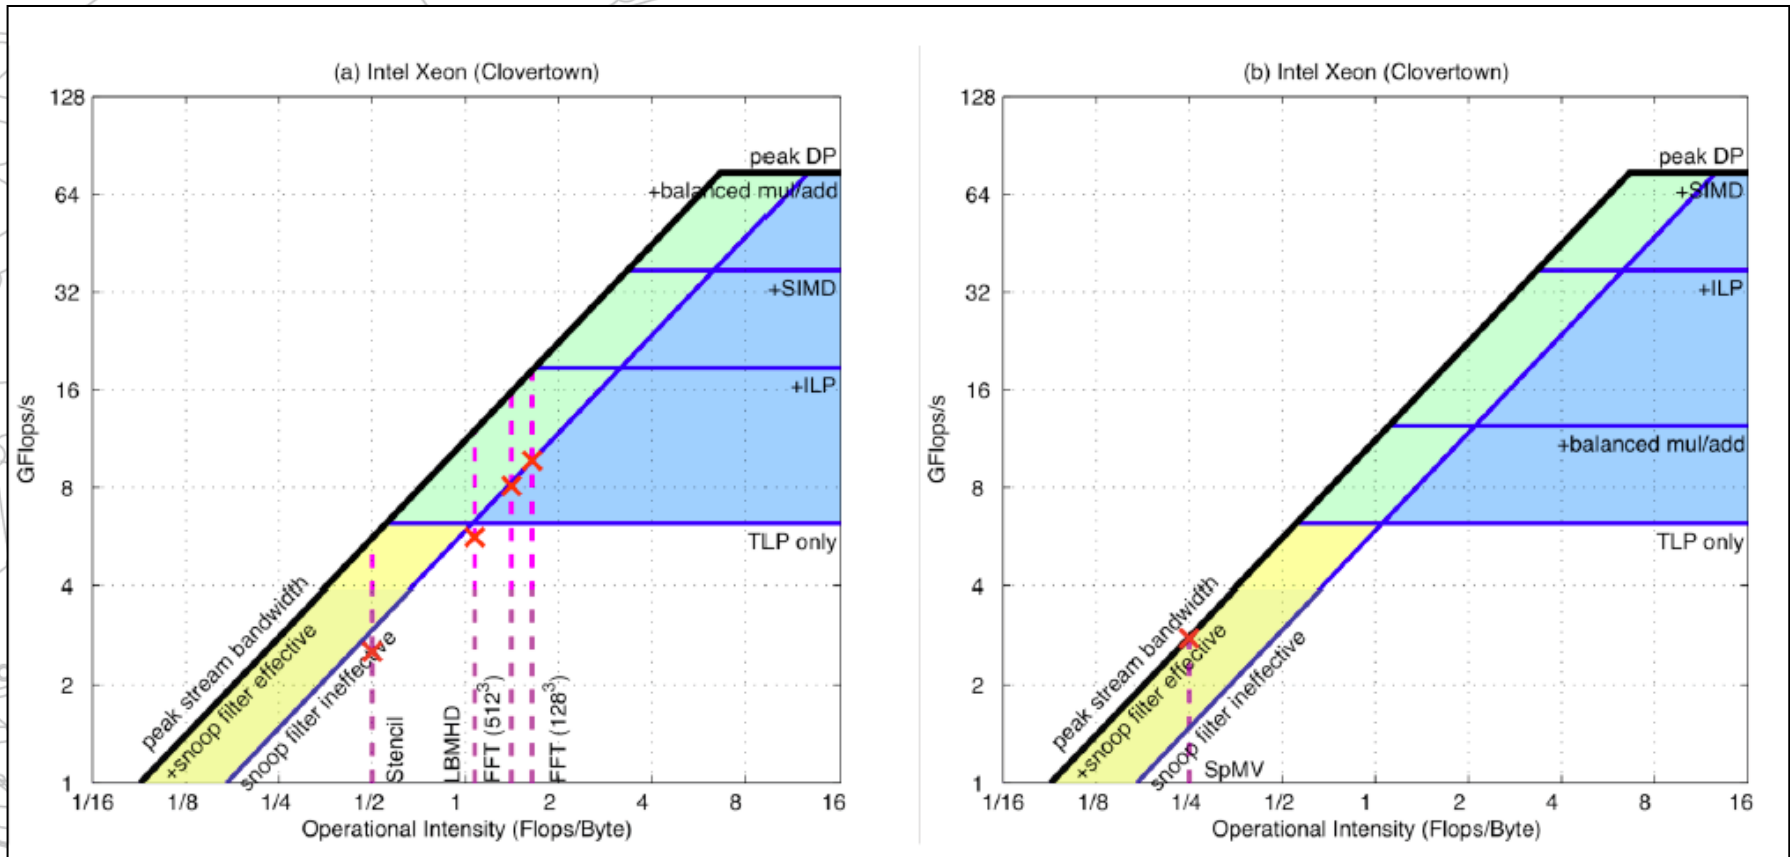 (a) Intel Xeon (Clovertown)
128
64
32
16
8
4
2
1
GFlops/s
peak DP
+balanced mul/add
+SIMD
+ILP
TLP only
peak stream bandwidth
+snoop filter effective
snoop filter ineffective
Stencil
LBMHD
FFT (512³)
FFT (128³)
1/16 1/8 1/4 1/2 1 2 4 8 16
Operational Intensity (Flops/Byte)
(b) Intel Xeon (Clovertown)
128
64
32
16
8
4
2
1
GFlops/s
peak DP
+SIMD
+ILP
+balanced mul/add
TLP only
peak stream bandwidth
+snoop filter effective
snoop filter ineffective
SpMV
1/16 1/8 1/4 1/2 1 2 4 8 16
Operational Intensity (Flops/Byte)